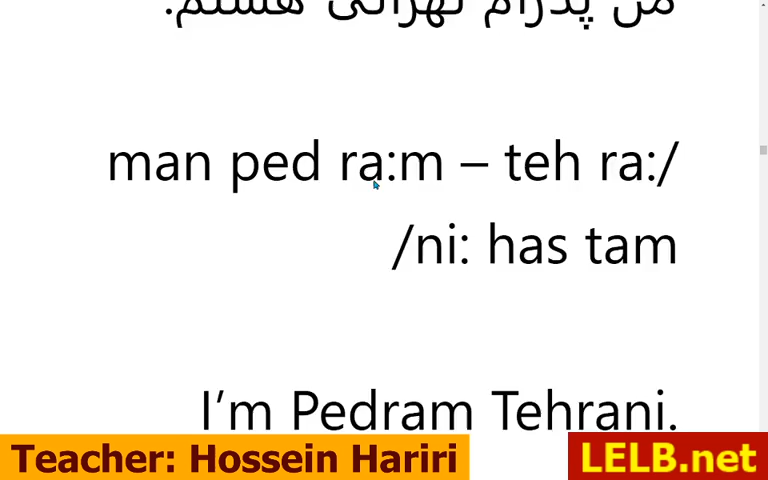 من پدرام تهرانی هستم.
man ped ra:m – teh ra:/
/ni: has tam
I’m Pedram Tehrani.
Teacher: Hossein Hariri
LELB.net